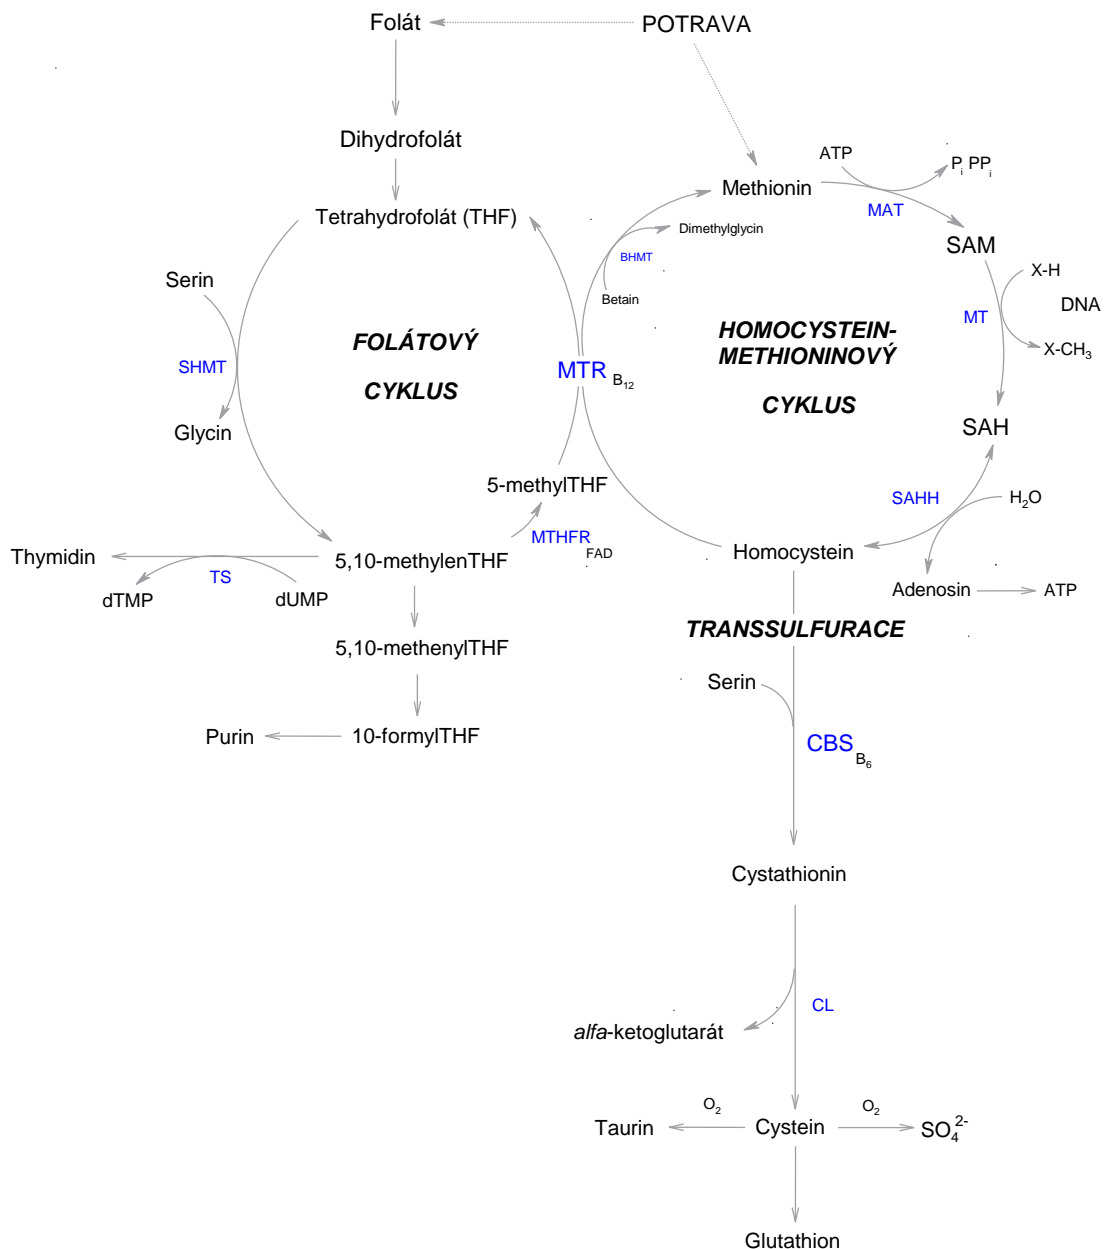 Folát
POTRAVA
Dihydrofolát
ATP
P_i PP_i
Methionin
MAT
Tetrahydrofolát (THF)
Dimethylglycin
SAM
BHMT
X-H
Serin
Betain
DNA
MT
FOLÁTOVÝ
CYKLUS
HOMOCYSTEIN-
METHIONINOVÝ
CYKLUS
X-CH₃
SHMT
MTR B₁₂
Glycin
SAH
5-methylTHF
SAHH
H₂O
MTHFR
FAD
Thymidin
5,10-methylenTHF
Homocystein
TS
dTMP
dUMP
Adenosin
ATP
TRANSSULFURACE
5,10-methenylTHF
Serin
Purin
10-formylTHF
CBS B₆
Cystathionin
CL
alfa-ketoglutarát
O₂
O₂
Taurin
Cystein
SO₄²⁻
Glutathion